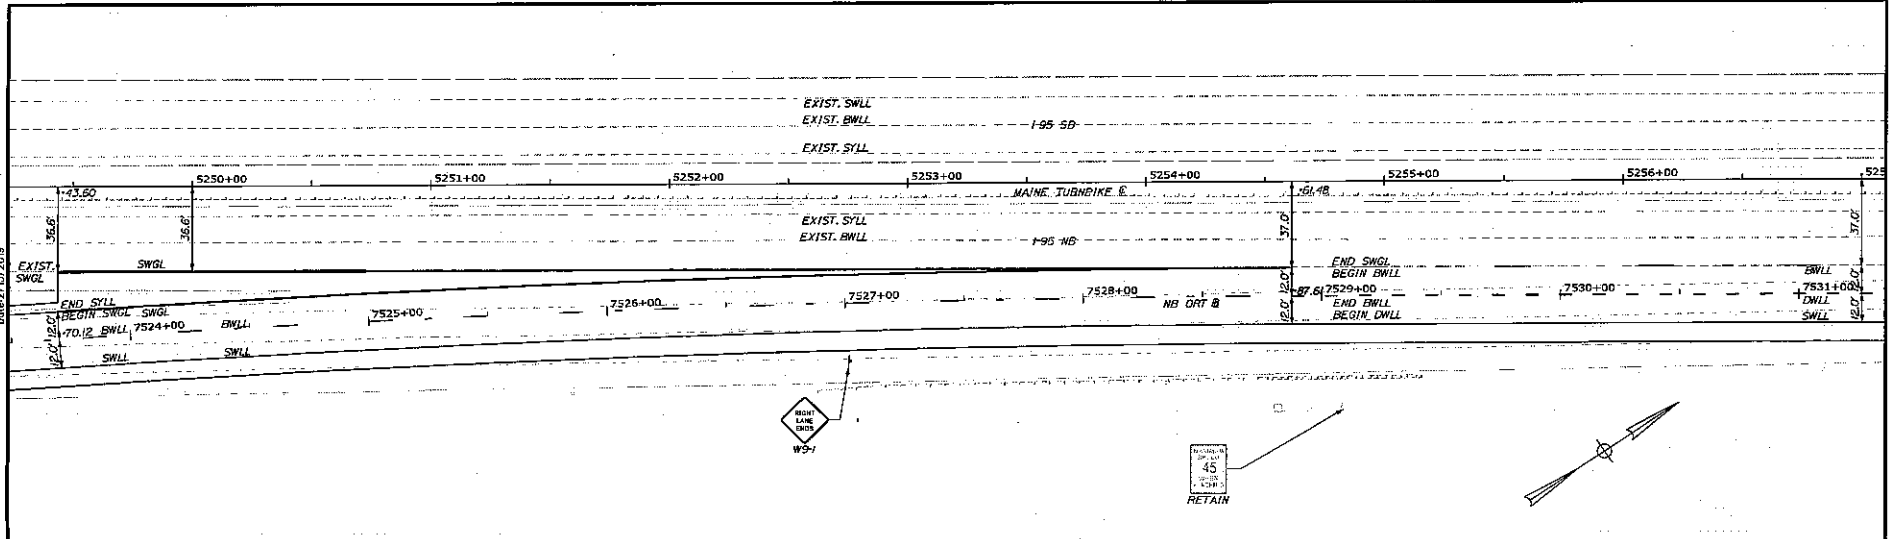 EXIST. SWLL
EXIST. BWLL
I-95 SB
EXIST. SYLL
5250+00 5251+00 5252+00 5253+00 5254+00 5255+00 5256+00
+43.60
MAINE TURNPIKE ℄
+61.48
36.6'
36.6'
37.0'
37.0'
EXIST. SYLL
EXIST. BWLL
I-95 NB
EXIST.
SWGL
SWGL
END SWGL
BEGIN BWLL
BWLL
END SYLL
BEGIN SWGL SWGL
+70.12 BWLL 7524+00 BWLL 7525+00 7526+00 7527+00 7528+00
NB ORT
+87.61 7529+00 7530+00 7531+00
END BWLL
BEGIN DWLL
DWLL
SWLL
12.0' 12.0'
12.0' 12.0'
12.0' 12.0'
SWLL
SWLL
RIGHT
LANE
ENDS
W9-1
45
RETAIN